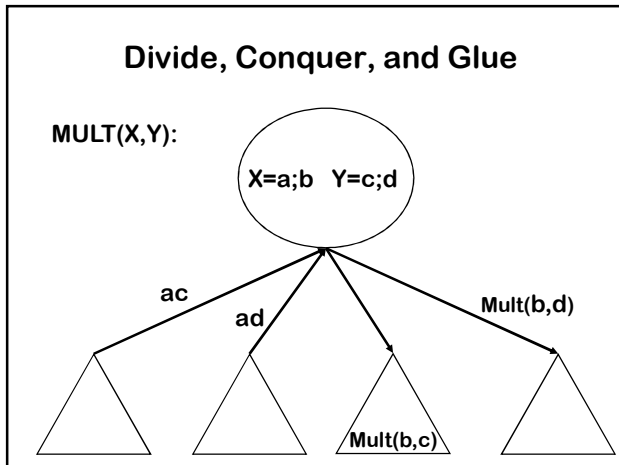 Divide, Conquer, and Glue
MULT(X,Y):
X=a;b Y=c;d
ac
ad
Mult(b,d)
Mult(b,c)